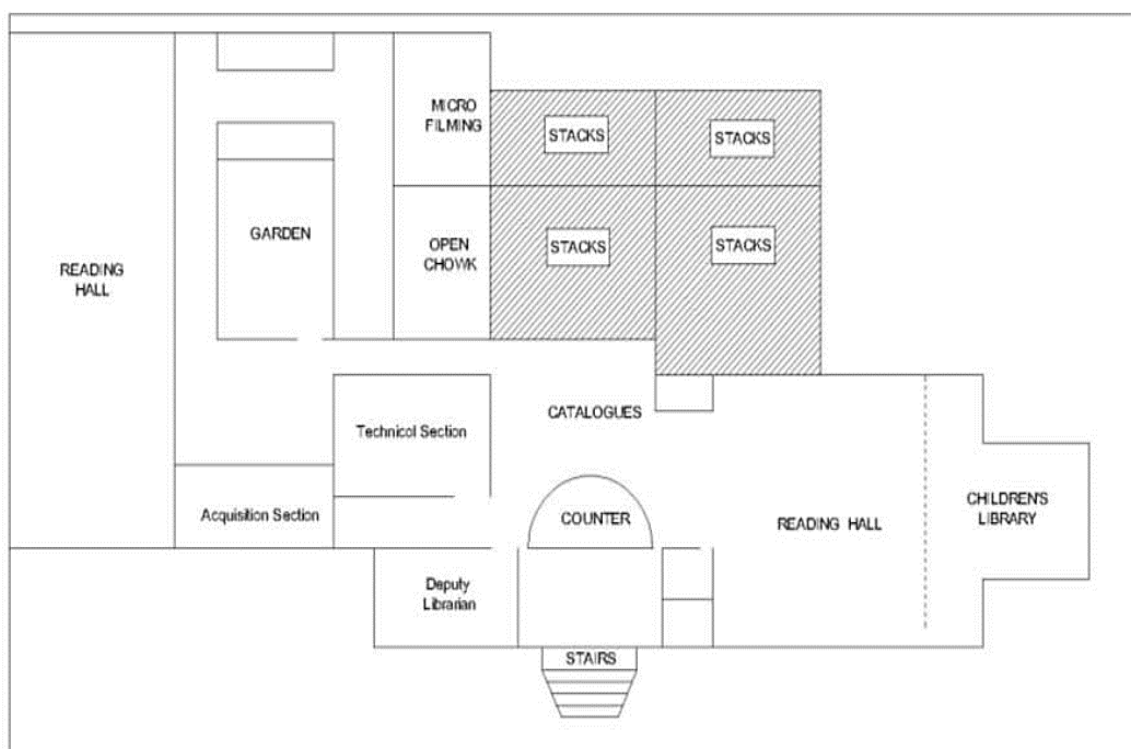 MICRO
FILMING
STACKS
STACKS
GARDEN
OPEN
CHOWK
STACKS
STACKS
READING
HALL
CATALOGUES
Technicol Section
Acquisition Section
COUNTER
READING HALL
CHILDREN'S
LIBRARY
Deputy
Librarian
STAIRS